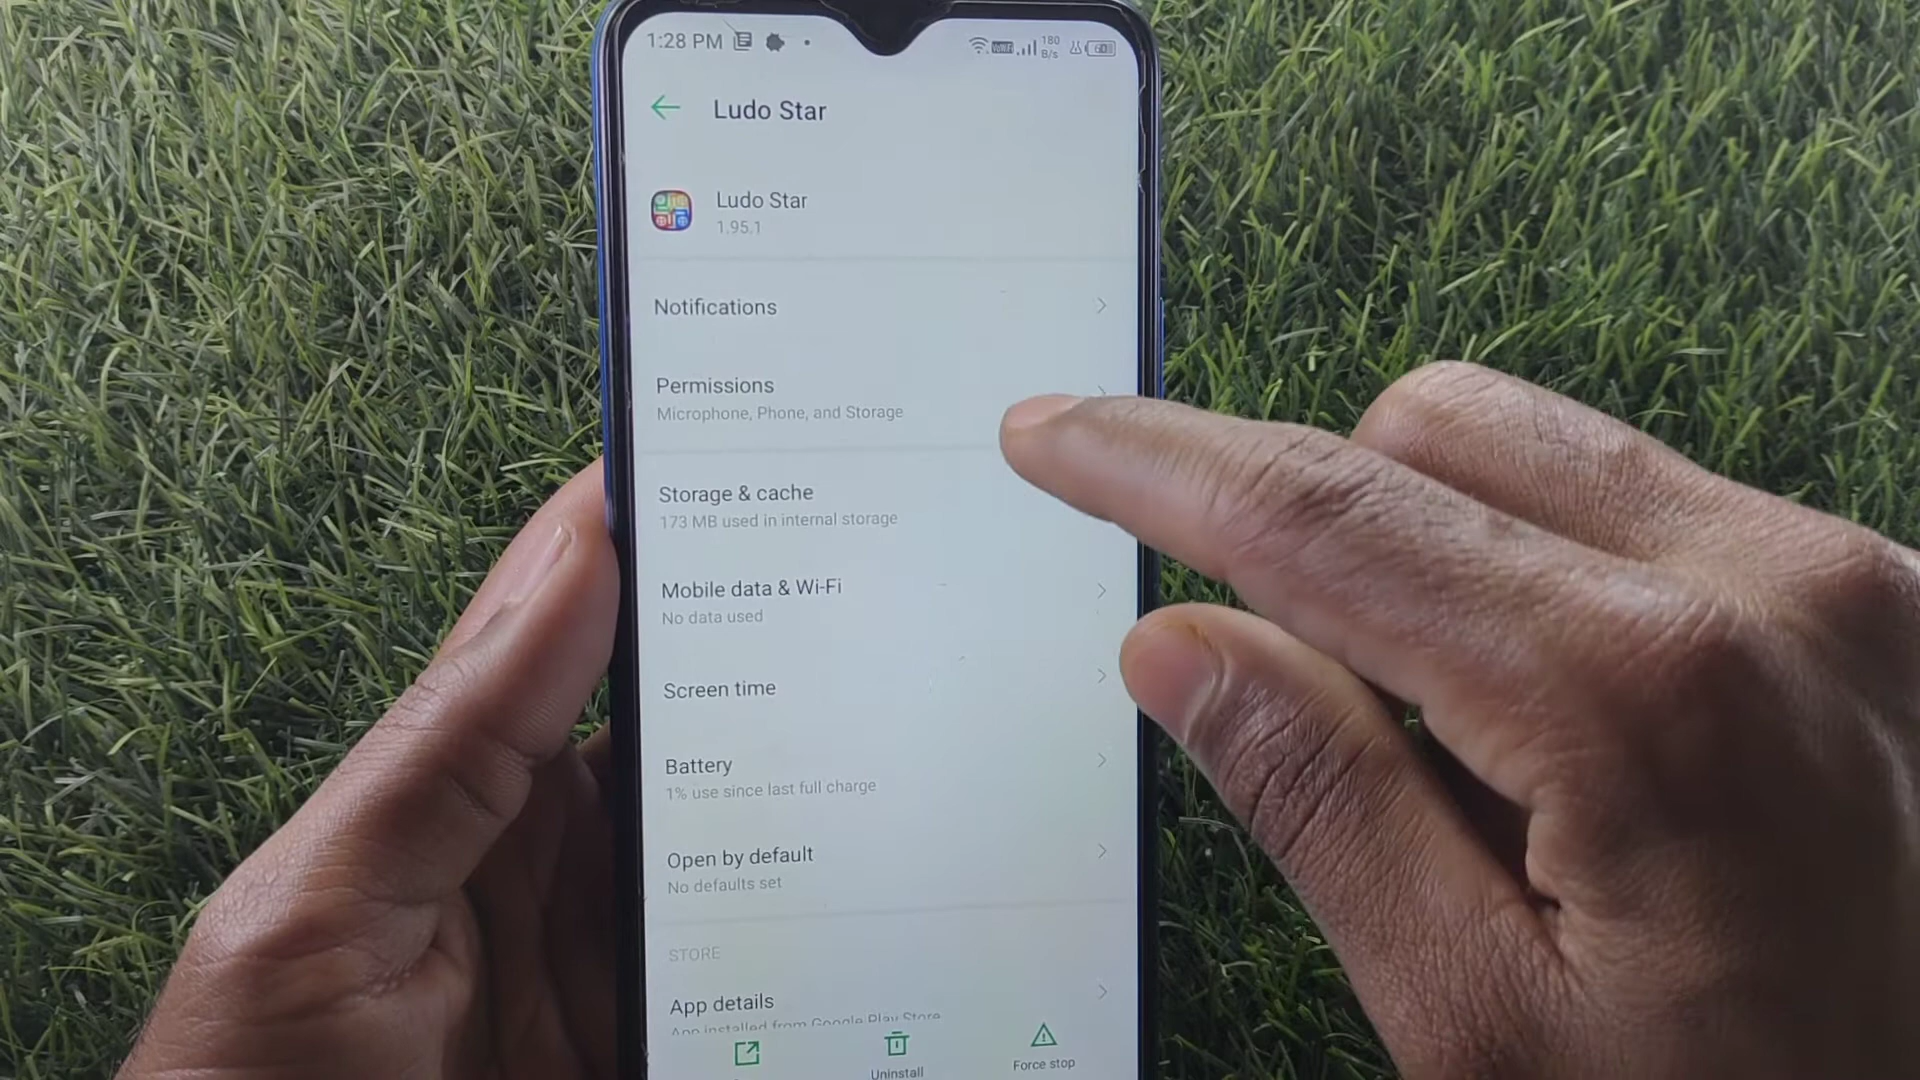 1:28 PM
180 B/s
60
Ludo Star
Ludo Star
1.95.1
Notifications
Permissions
Microphone, Phone, and Storage
Storage & cache
173 MB used in internal storage
Mobile data & Wi-Fi
No data used
Screen time
Battery
1% use since last full charge
Open by default
No defaults set
STORE
App details
App installed from Google Play Store
Uninstall
Force stop